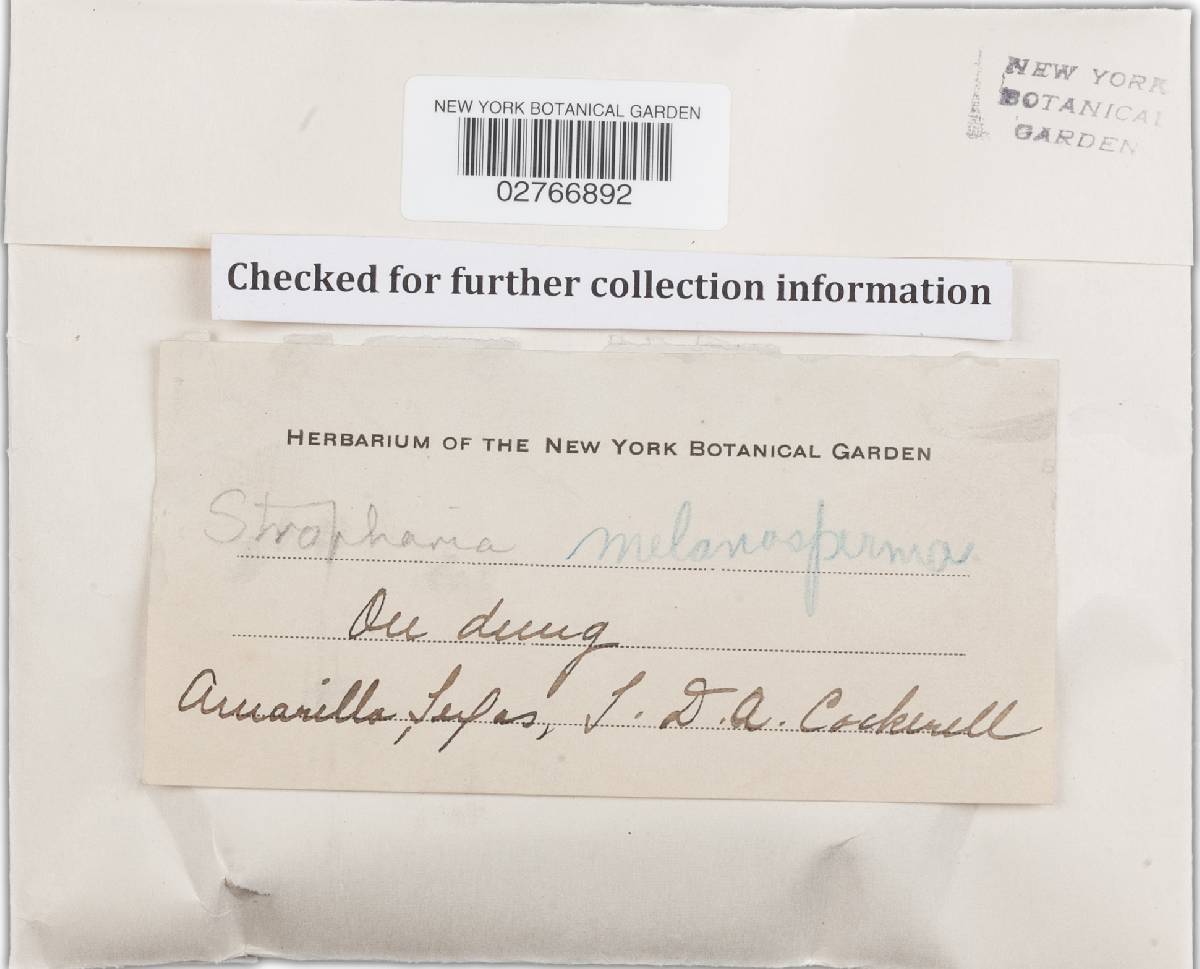 NEW YORK
BOTANICAL
GARDEN
NEW YORK BOTANICAL GARDEN
02766892
Checked for further collection information
HERBARIUM OF THE NEW YORK BOTANICAL GARDEN
Stropharia melanosperma
On dung
Amarillo, Texas, T. D. A. Cockerell